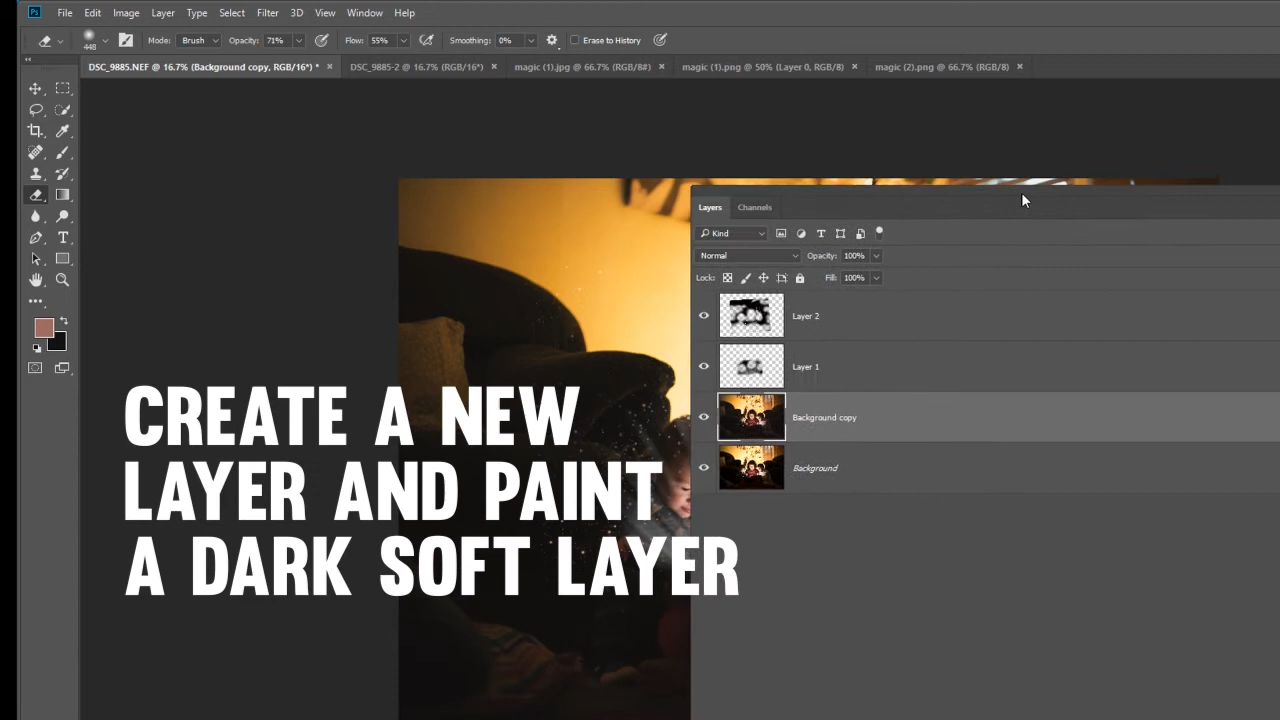 Ps File Edit Image Layer Type Select Filter 3D View Window Help
448 Mode: Brush Opacity: 71% Flow: 55% Smoothing: 0% Erase to History
DSC_9885.NEF @ 16.7% (Background copy, RGB/16*) * × DSC_9885-2 @ 16.7% (RGB/16*) × magic (1).jpg @ 66.7% (RGB/8#) × magic (1).png @ 50% (Layer 0, RGB/8) × magic (2).png @ 66.7% (RGB/8) ×
Layers Channels
Kind
Normal Opacity: 100%
Lock: Fill: 100%
Layer 2
Layer 1
Background copy
Background
CREATE A NEW
LAYER AND PAINT
A DARK SOFT LAYER